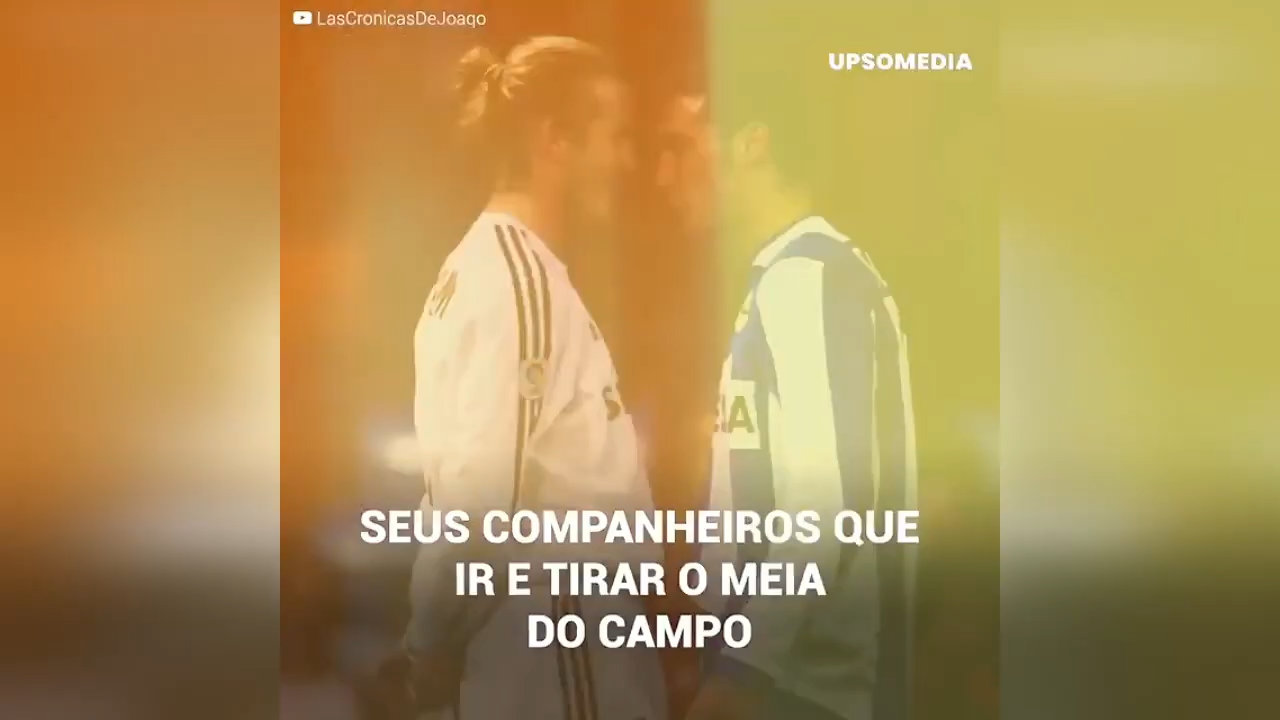 LasCronicasDeJoaqo
UPSOMEDIA
SEUS COMPANHEIROS QUE
IR E TIRAR O MEIA
DO CAMPO